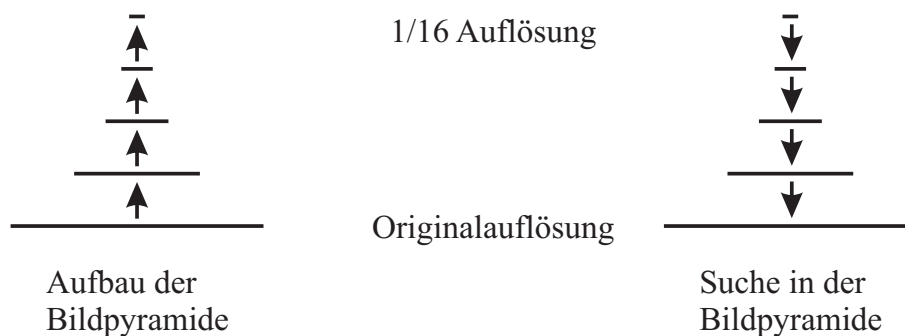 1/16 Auflösung
Originalauflösung
Aufbau der
Bildpyramide
Suche in der
Bildpyramide